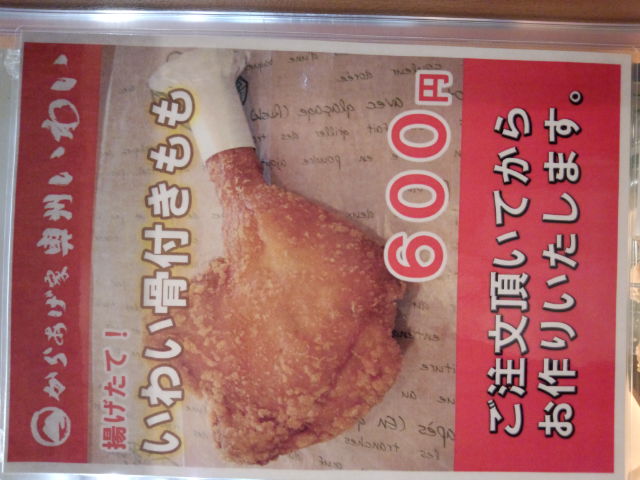 からあげ家 奥州いわい
揚げたて！
いわい骨付きもも
600円
ご注文頂いてから
お作りいたします。